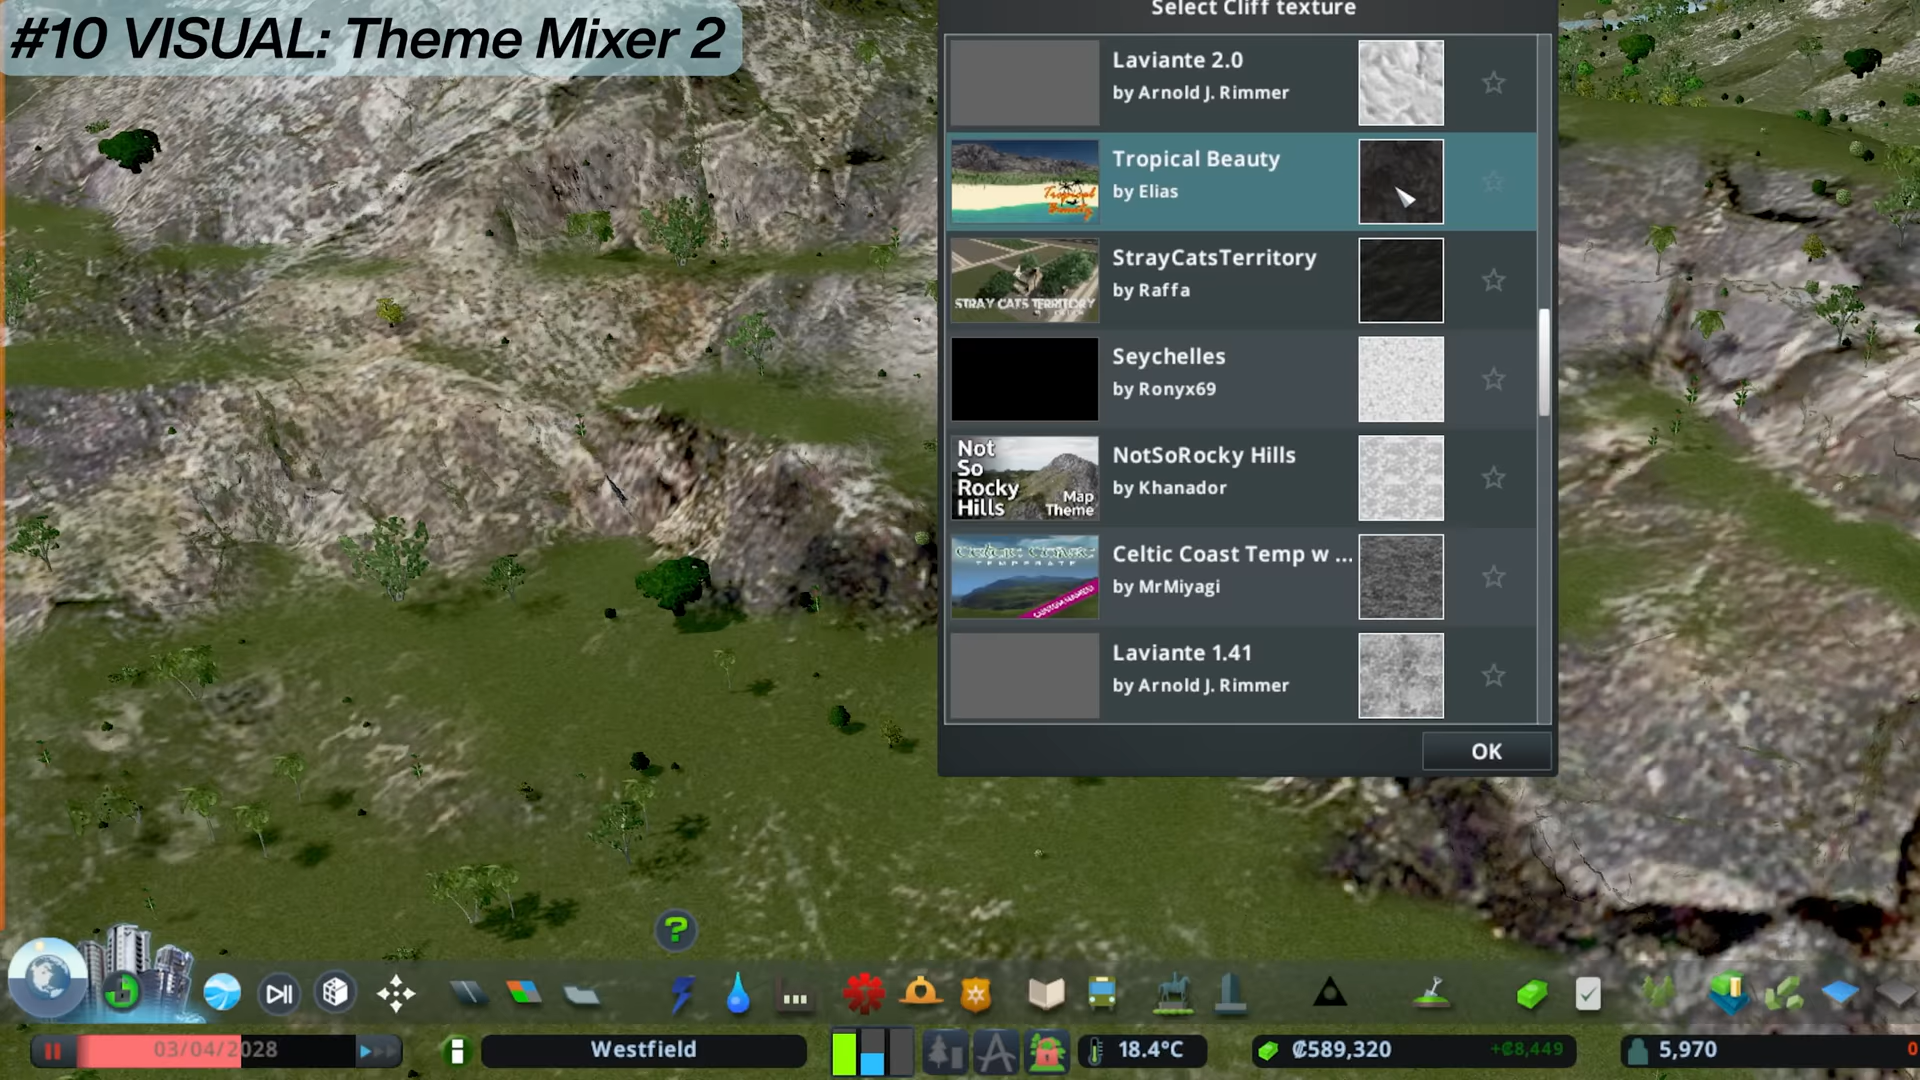 #10 VISUAL: Theme Mixer 2
Select Cliff texture
Laviante 2.0
by Arnold J. Rimmer
Tropical Beauty
by Elias
Tropical
Beauty
StrayCatsTerritory
by Raffa
STRAY CATS TERRITORY
Seychelles
by Ronyx69
Not
So
Rocky
Hills
Map
Theme
NotSoRocky Hills
by Khanador
Celtic Coast Temp w ...
by MrMiyagi
TEMPERATE
Laviante 1.41
by Arnold J. Rimmer
OK
?
03/04/2028
Westfield
18.4°C
₡589,320
+₡8,449
5,970
0